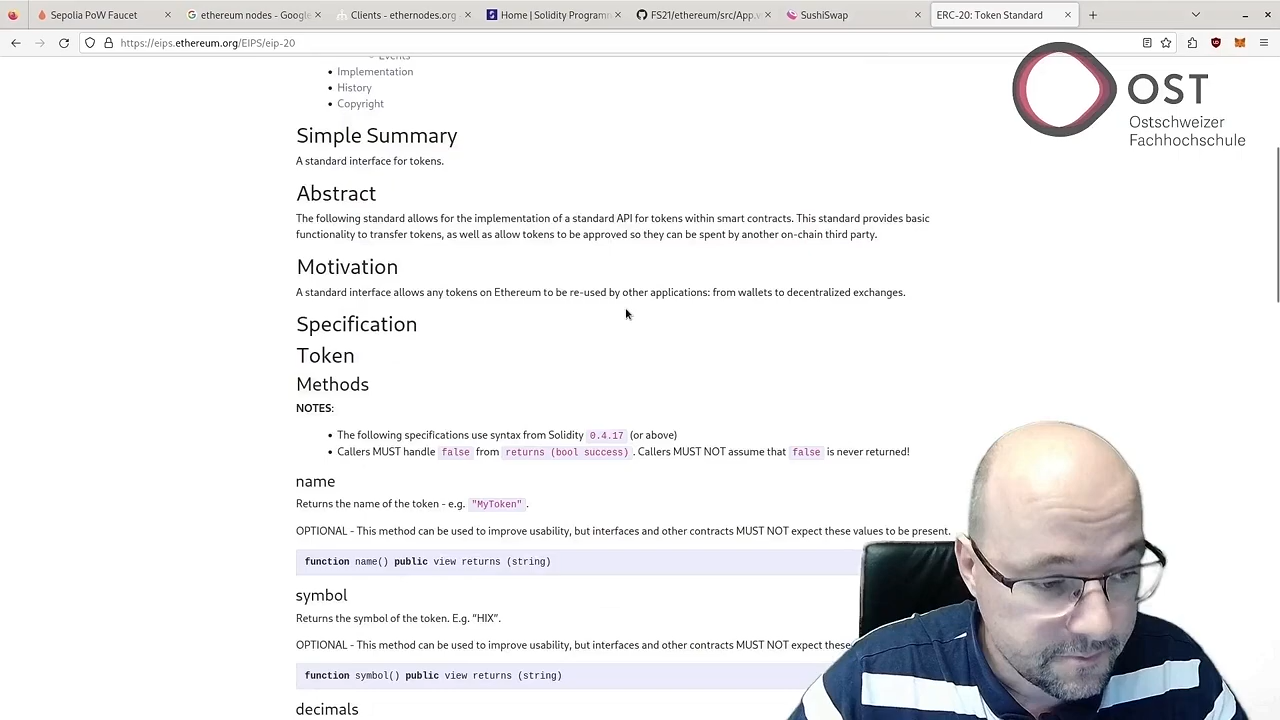 Sepolia PoW Faucet
ethereum nodes - Google
Clients - ethernodes.org -
Home | Solidity Programm
FS21/ethereum/src/App.v
SushiSwap
ERC-20: Token Standard
https://eips.ethereum.org/EIPS/eip-20
Events
Implementation
History
Copyright
OST
Ostschweizer
Fachhochschule
Simple Summary
A standard interface for tokens.
Abstract
The following standard allows for the implementation of a standard API for tokens within smart contracts. This standard provides basic
functionality to transfer tokens, as well as allow tokens to be approved so they can be spent by another on-chain third party.
Motivation
A standard interface allows any tokens on Ethereum to be re-used by other applications: from wallets to decentralized exchanges.
Specification
Token
Methods
NOTES:
The following specifications use syntax from Solidity 0.4.17 (or above)
Callers MUST handle false from returns (bool success). Callers MUST NOT assume that false is never returned!
name
Returns the name of the token - e.g. "MyToken".
OPTIONAL - This method can be used to improve usability, but interfaces and other contracts MUST NOT expect these values to be present.
function name() public view returns (string)
symbol
Returns the symbol of the token. E.g. “HIX”.
OPTIONAL - This method can be used to improve usability, but interfaces and other contracts MUST NOT expect these
function symbol() public view returns (string)
decimals